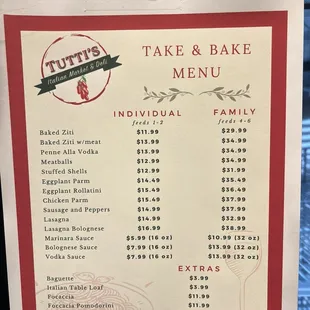 TUTTI'S
Italian Market & Deli
TAKE & BAKE
MENU
INDIVIDUAL FAMILY
feeds 1-2 feeds 4-6
Baked Ziti $11.99 $29.99
Baked Ziti w/meat $13.99 $34.99
Penne Alla Vodka $13.99 $34.99
Meatballs $12.99 $34.99
Stuffed Shells $12.99 $31.99
Eggplant Parm $14.99 $35.49
Eggplant Rollatini $15.49 $36.49
Chicken Parm $15.49 $37.99
Sausage and Peppers $14.99 $37.99
Lasagna $14.99 $32.99
Lasagna Bolognese $16.99 $38.99
Marinara Sauce $5.99 (16 oz) $10.99 (32 oz)
Bolognese Sauce $7.99 (16 oz) $13.99 (32 oz)
Vodka Sauce $7.99 (16 oz) $13.99 (32 oz)
EXTRAS
Baguette $3.99
Italian Table Loaf $3.99
Focaccia $11.99
Foccacia Pomodorini $11.99